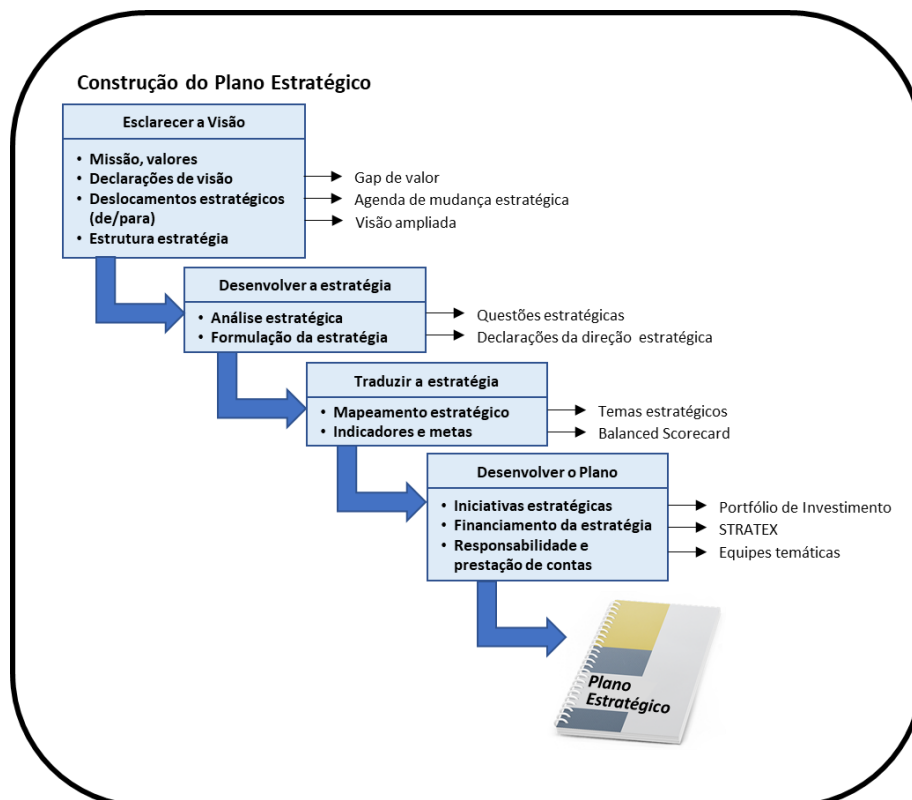 Construção do Plano Estratégico
Esclarecer a Visão
• Missão, valores
• Declarações de visão
• Deslocamentos estratégicos
(de/para)
• Estrutura estratégia
Gap de valor
Agenda de mudança estratégica
Visão ampliada
Desenvolver a estratégia
• Análise estratégica
• Formulação da estratégia
Questões estratégicas
Declarações da direção estratégica
Traduzir a estratégia
• Mapeamento estratégico
• Indicadores e metas
Temas estratégicos
Balanced Scorecard
Desenvolver o Plano
• Iniciativas estratégicas
• Financiamento da estratégia
• Responsabilidade e
prestação de contas
Portfólio de Investimento
STRATEX
Equipes temáticas
Plano
Estratégico